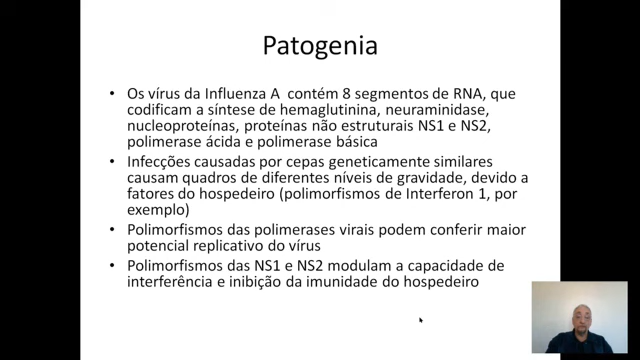 Patogenia
• Os vírus da Influenza A contém 8 segmentos de RNA, que
codificam a síntese de hemaglutinina, neuraminidase,
nucleoproteínas, proteínas não estruturais NS1 e NS2,
polimerase ácida e polimerase básica
• Infecções causadas por cepas geneticamente similares
causam quadros de diferentes níveis de gravidade, devido a
fatores do hospedeiro (polimorfismos de Interferon 1, por
exemplo)
• Polimorfismos das polimerases virais podem conferir maior
potencial replicativo do vírus
• Polimorfismos das NS1 e NS2 modulam a capacidade de
interferência e inibição da imunidade do hospedeiro